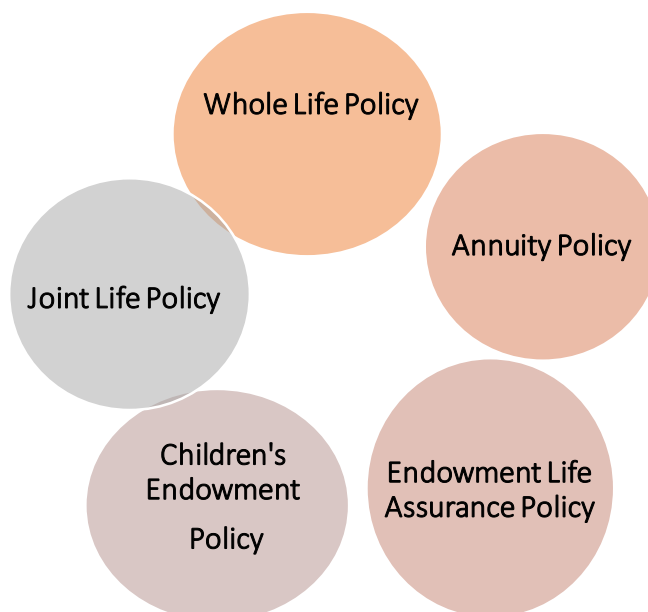 Whole Life Policy
Annuity Policy
Endowment Life
Assurance Policy
Children's
Endowment
Policy
Joint Life Policy